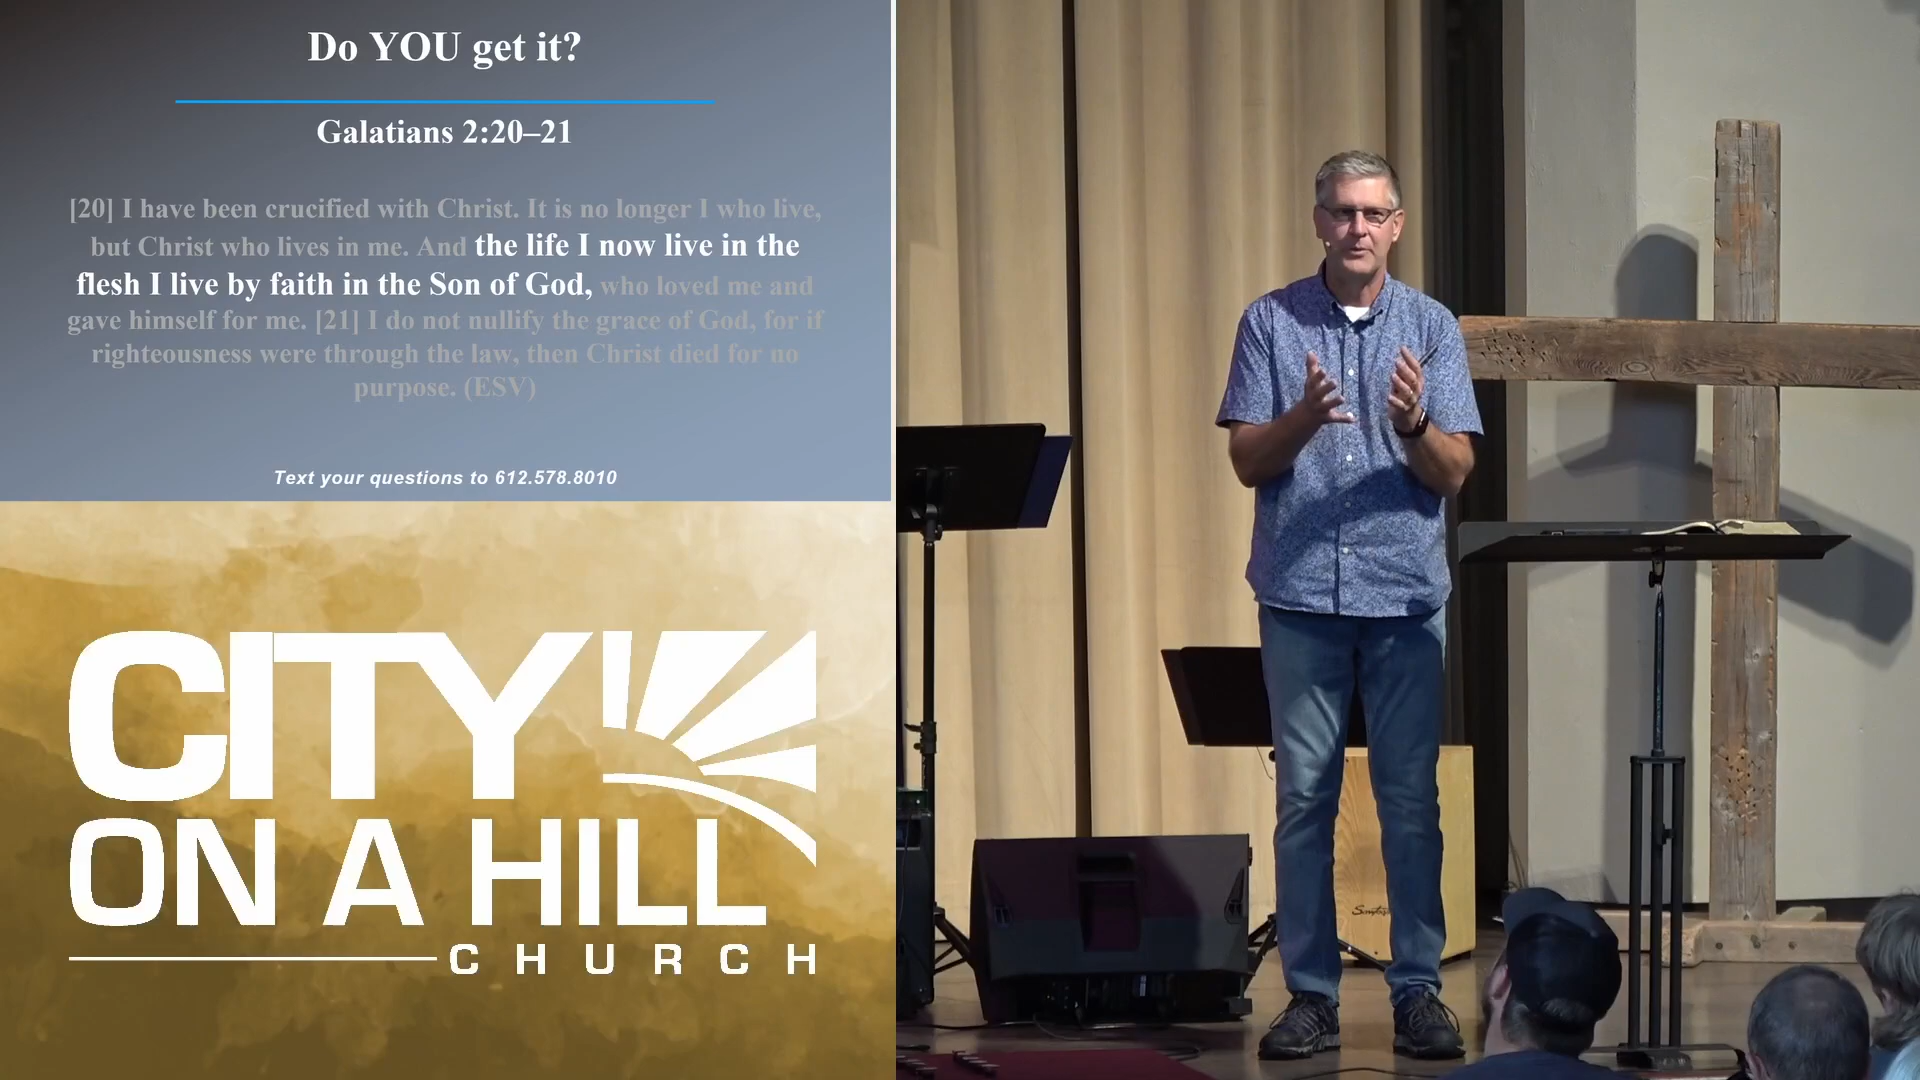 Do YOU get it?
Galatians 2:20–21
[20] I have been crucified with Christ. It is no longer I who live,
but Christ who lives in me. And the life I now live in the
flesh I live by faith in the Son of God, who loved me and
gave himself for me. [21] I do not nullify the grace of God, for if
righteousness were through the law, then Christ died for no
purpose. (ESV)
Text your questions to 612.578.8010
CITY
ON A HILL
CHURCH